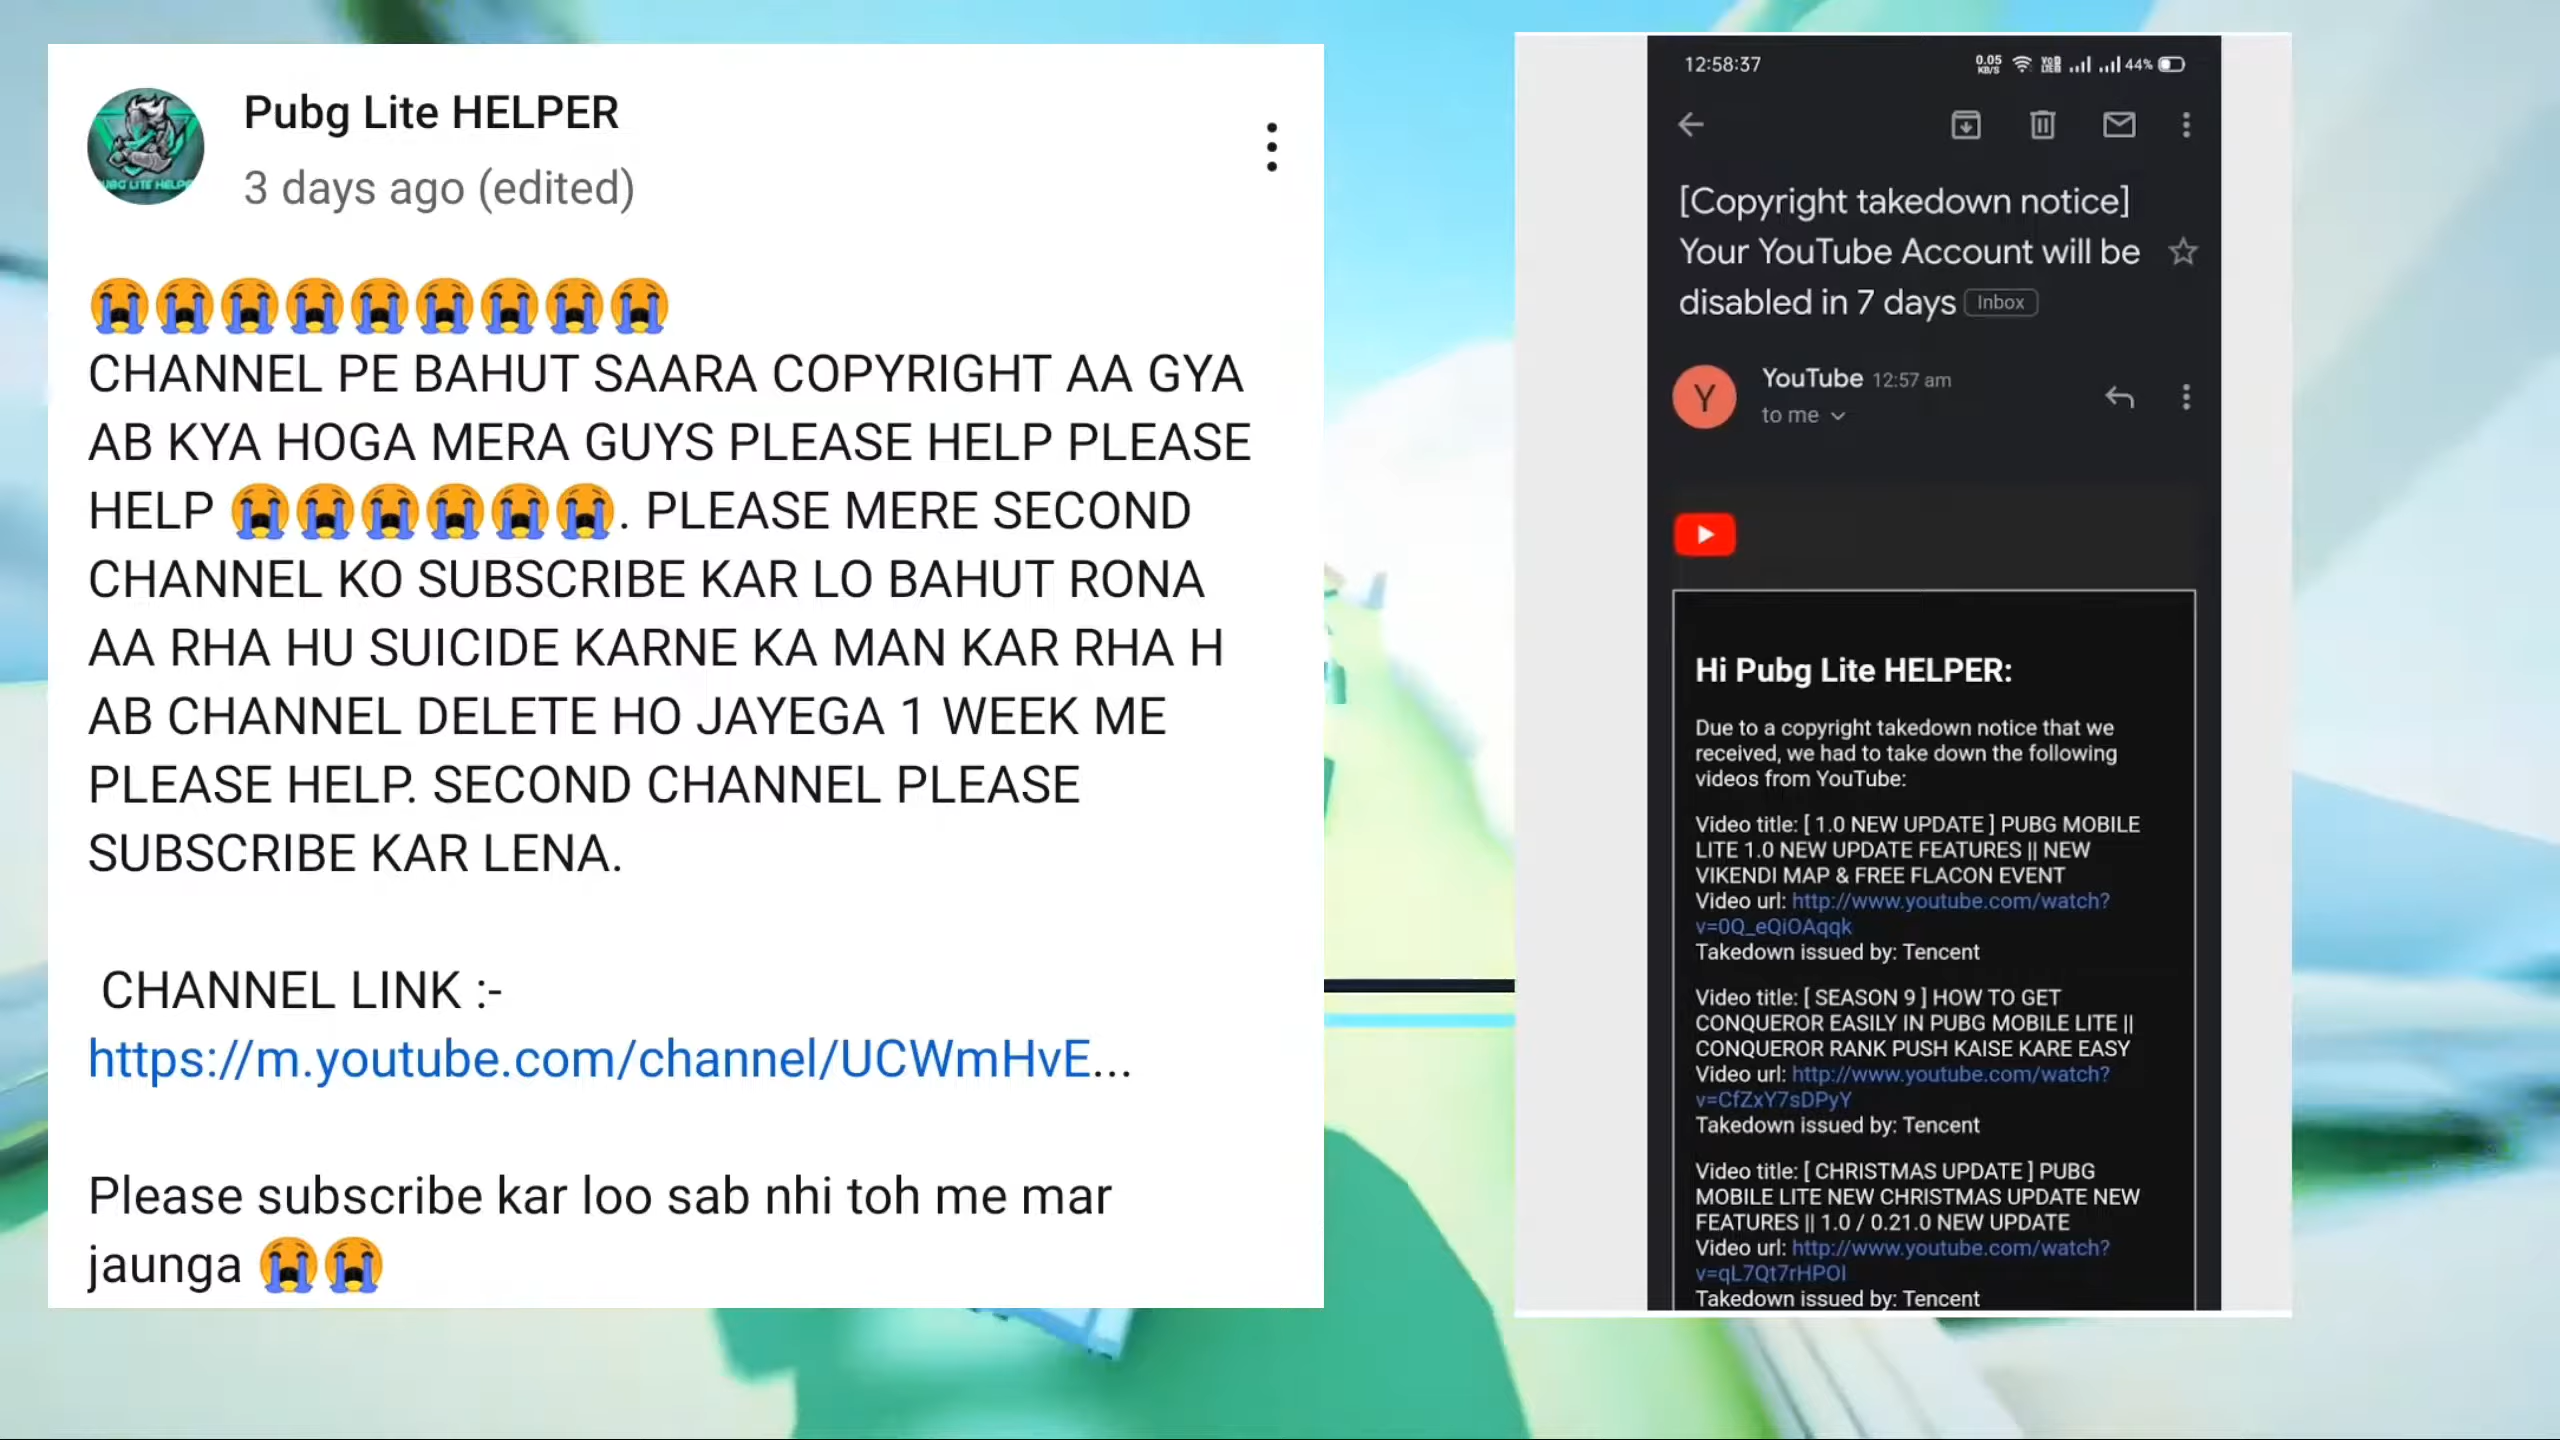 Pubg Lite HELPER
3 days ago (edited)
😭😭😭😭😭😭😭😭😭
CHANNEL PE BAHUT SAARA COPYRIGHT AA GYA
AB KYA HOGA MERA GUYS PLEASE HELP PLEASE
HELP 😭😭😭😭😭😭. PLEASE MERE SECOND
CHANNEL KO SUBSCRIBE KAR LO BAHUT RONA
AA RHA HU SUICIDE KARNE KA MAN KAR RHA H
AB CHANNEL DELETE HO JAYEGA 1 WEEK ME
PLEASE HELP. SECOND CHANNEL PLEASE
SUBSCRIBE KAR LENA.
CHANNEL LINK :-
https://m.youtube.com/channel/UCWmHvE...
Please subscribe kar loo sab nhi toh me mar
jaunga 😭😭
12:58:37
0.05 KB/S
44%
[Copyright takedown notice]
Your YouTube Account will be
disabled in 7 days Inbox
Y
YouTube 12:57 am
to me
Hi Pubg Lite HELPER:
Due to a copyright takedown notice that we
received, we had to take down the following
videos from YouTube:
Video title: [ 1.0 NEW UPDATE ] PUBG MOBILE
LITE 1.0 NEW UPDATE FEATURES || NEW
VIKENDI MAP & FREE FLACON EVENT
Video url: http://www.youtube.com/watch?
v=0Q_eQiOAqqk
Takedown issued by: Tencent
Video title: [ SEASON 9 ] HOW TO GET
CONQUEROR EASILY IN PUBG MOBILE LITE ||
CONQUEROR RANK PUSH KAISE KARE EASY
Video url: http://www.youtube.com/watch?
v=CfZxY7sDPyY
Takedown issued by: Tencent
Video title: [ CHRISTMAS UPDATE ] PUBG
MOBILE LITE NEW CHRISTMAS UPDATE NEW
FEATURES || 1.0 / 0.21.0 NEW UPDATE
Video url: http://www.youtube.com/watch?
v=qL7Qt7rHPOI
Takedown issued by: Tencent